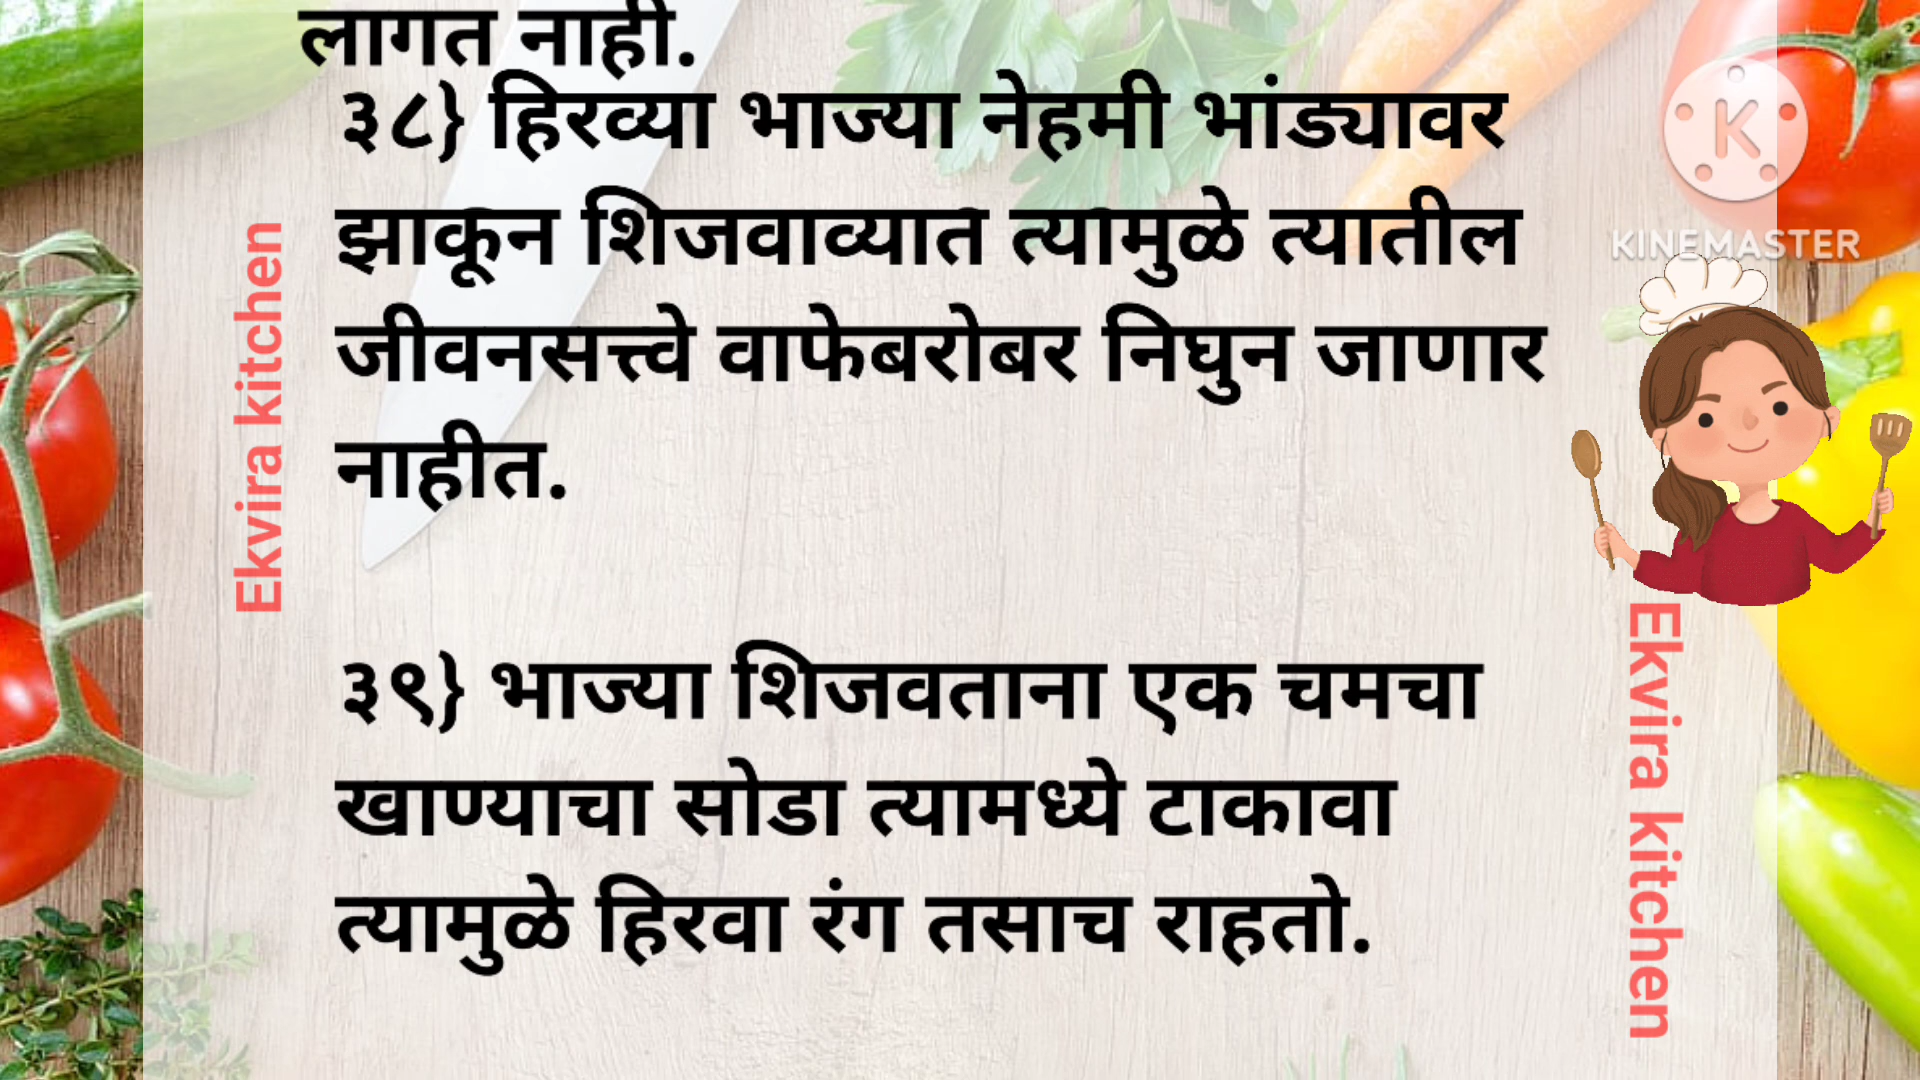 लागत नाही.
३८} हिरव्या भाज्या नेहमी भांड्यावर
झाकून शिजवाव्यात त्यामुळे त्यातील
जीवनसत्त्वे वाफेबरोबर निघुन जाणार
नाहीत.
३९} भाज्या शिजवताना एक चमचा
खाण्याचा सोडा त्यामध्ये टाकावा
त्यामुळे हिरवा रंग तसाच राहतो.
Ekvira kitchen
Ekvira kitchen
K
KINEMASTER